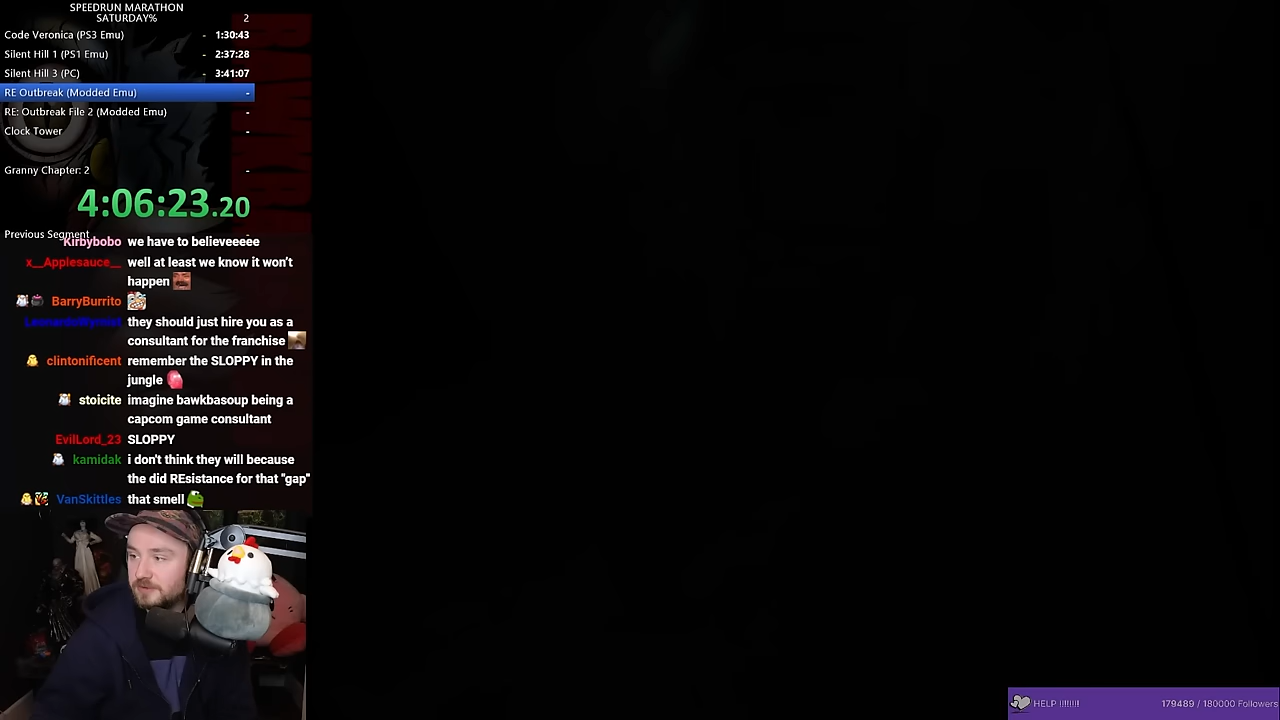 SPEEDRUN MARATHON
SATURDAY% 2
Code Veronica (PS3 Emu) - 1:30:43
Silent Hill 1 (PS1 Emu) - 2:37:28
Silent Hill 3 (PC) - 3:41:07
RE Outbreak (Modded Emu) -
RE: Outbreak File 2 (Modded Emu) -
Clock Tower -
Granny Chapter: 2 -
4:06:23.20
Previous Segment -
Kirbybobo we have to believeeeee
x__Applesauce__ well at least we know it won't
happen
BarryBurrito
they should just hire you as a
consultant for the franchise
clintonificent remember the SLOPPY in the
jungle
stoicite imagine bawkbasoup being a
capcom game consultant
EvilLord_23 SLOPPY
kamidak i don't think they will because
the did REsistance for that "gap"
VanSkittles that smell
HELP !!!!!!! 179489 / 180000 Followers